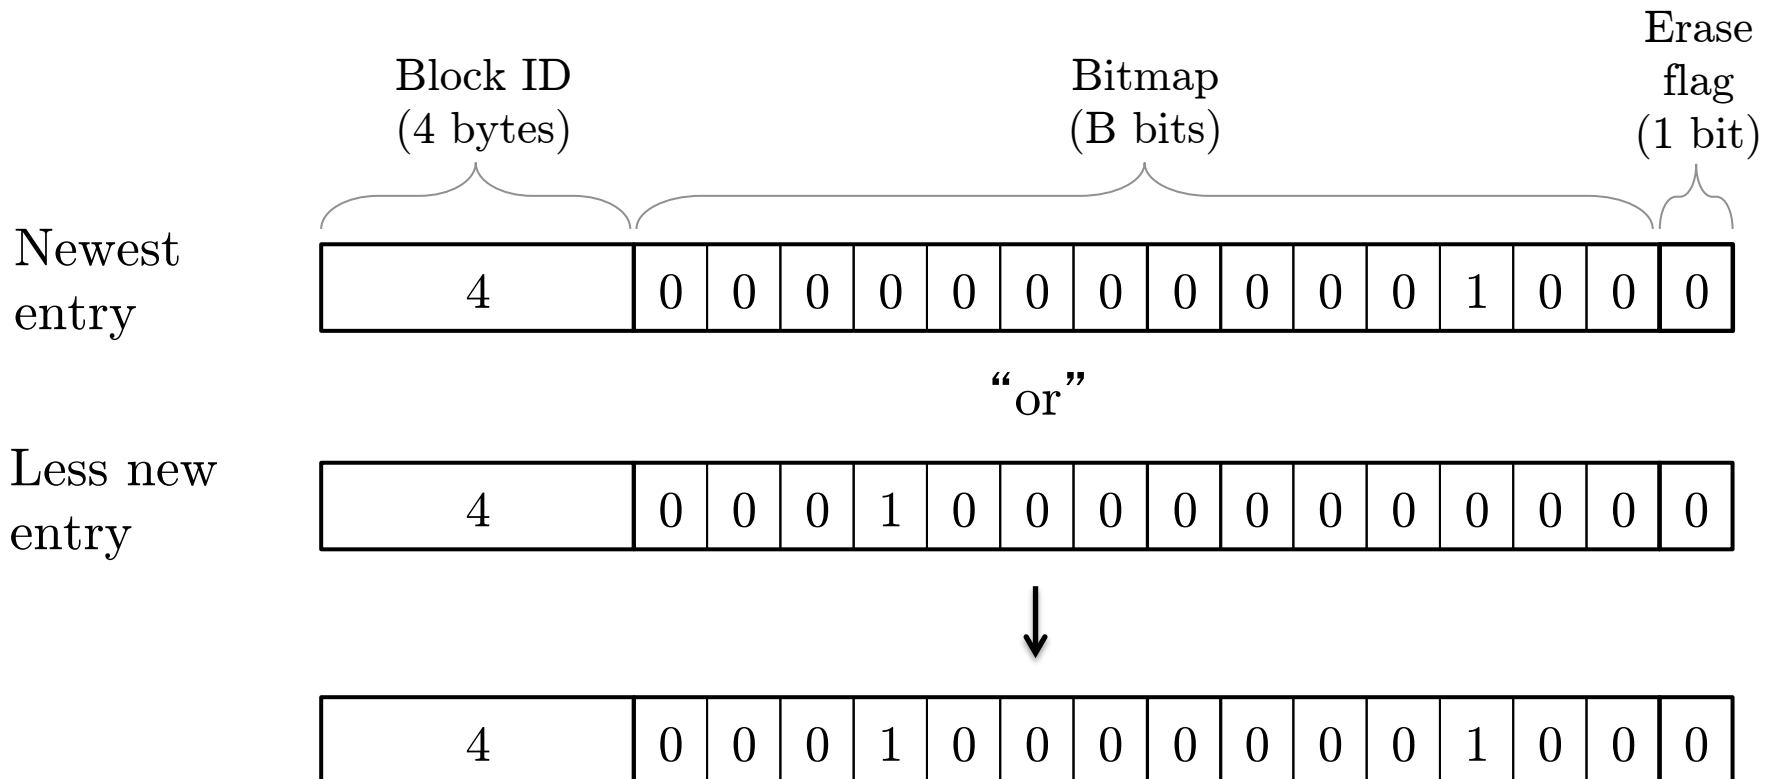 Erase
flag
(1 bit)
Block ID
(4 bytes)
Bitmap
(B bits)
Newest
entry
4 0 0 0 0 0 0 0 0 0 0 0 1 0 0 0
“or”
Less new
entry
4 0 0 0 1 0 0 0 0 0 0 0 0 0 0 0
4 0 0 0 1 0 0 0 0 0 0 0 1 0 0 0